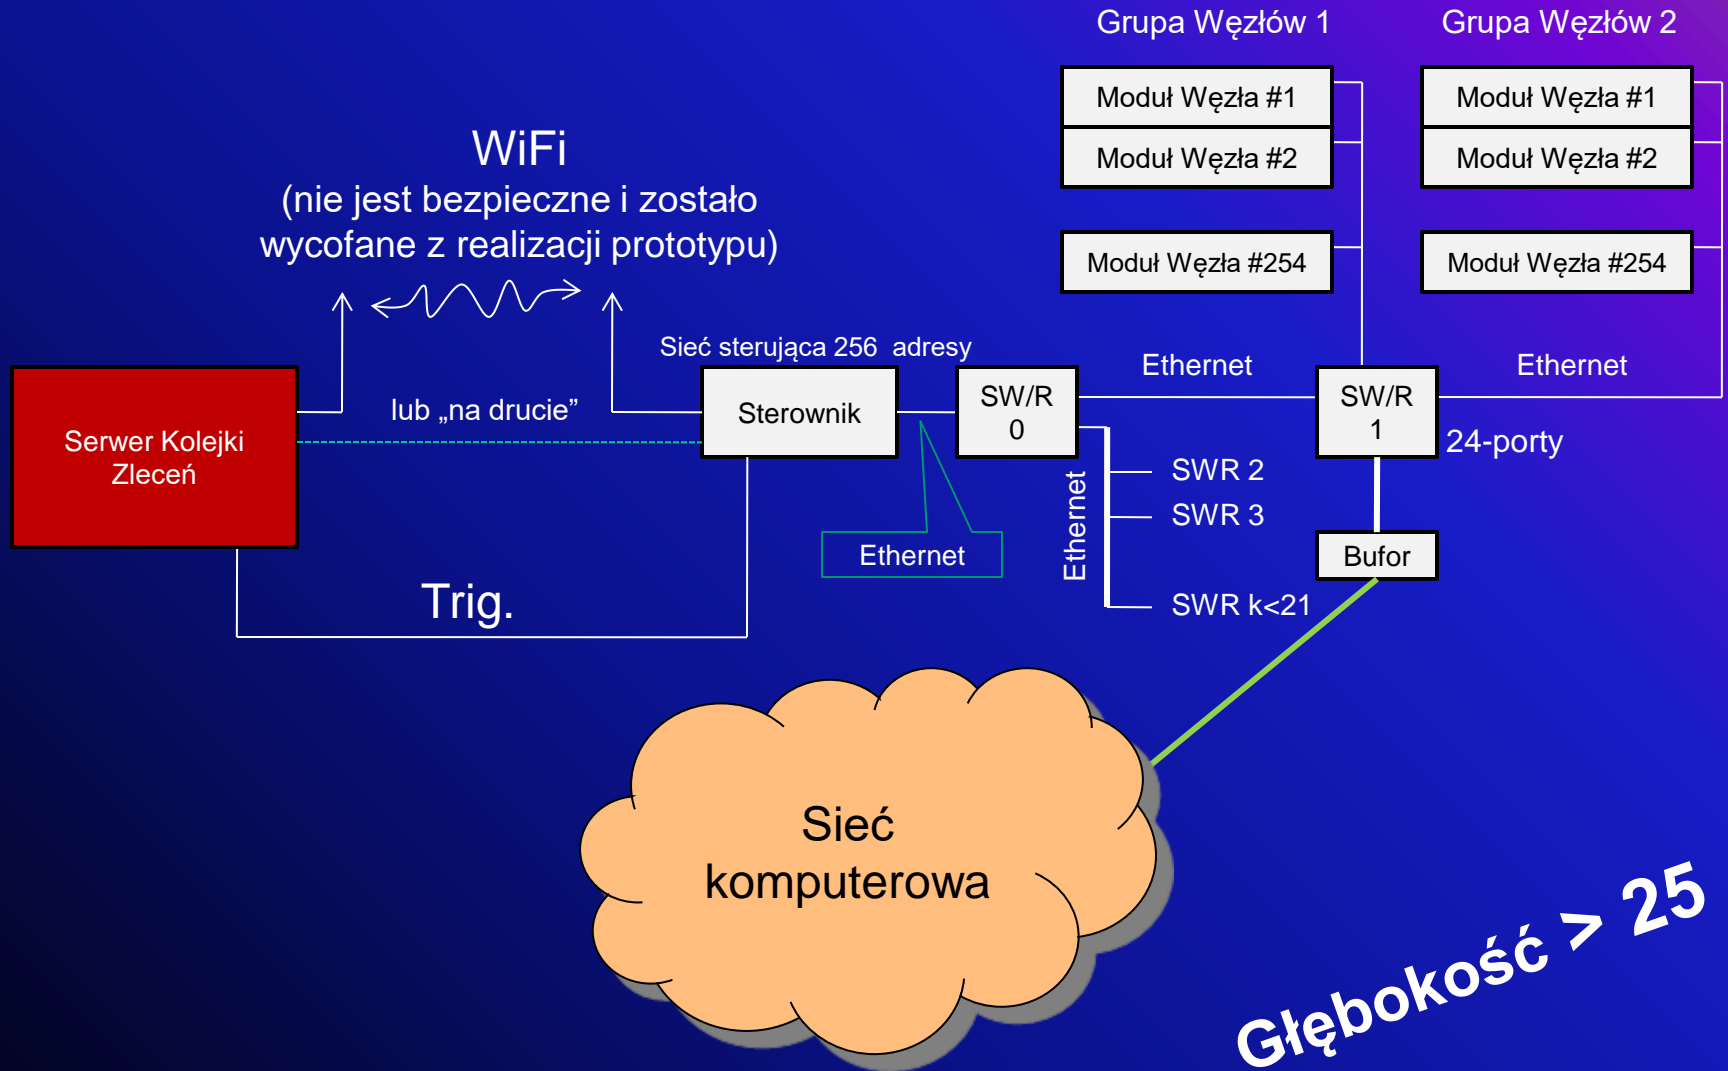 Grupa Węzłów 1
Grupa Węzłów 2
Moduł Węzła #1
Moduł Węzła #2
Moduł Węzła #254
Moduł Węzła #1
Moduł Węzła #2
Moduł Węzła #254
WiFi
(nie jest bezpieczne i zostało
wycofane z realizacji prototypu)
Sieć sterująca 256 adresy
Ethernet
Ethernet
Serwer Kolejki
Zleceń
lub „na drucie”
Sterownik
SW/R
0
SW/R
1
24-porty
Ethernet
Ethernet
SWR 2
SWR 3
SWR k<21
Bufor
Trig.
Sieć
komputerowa
Głębokość > 25